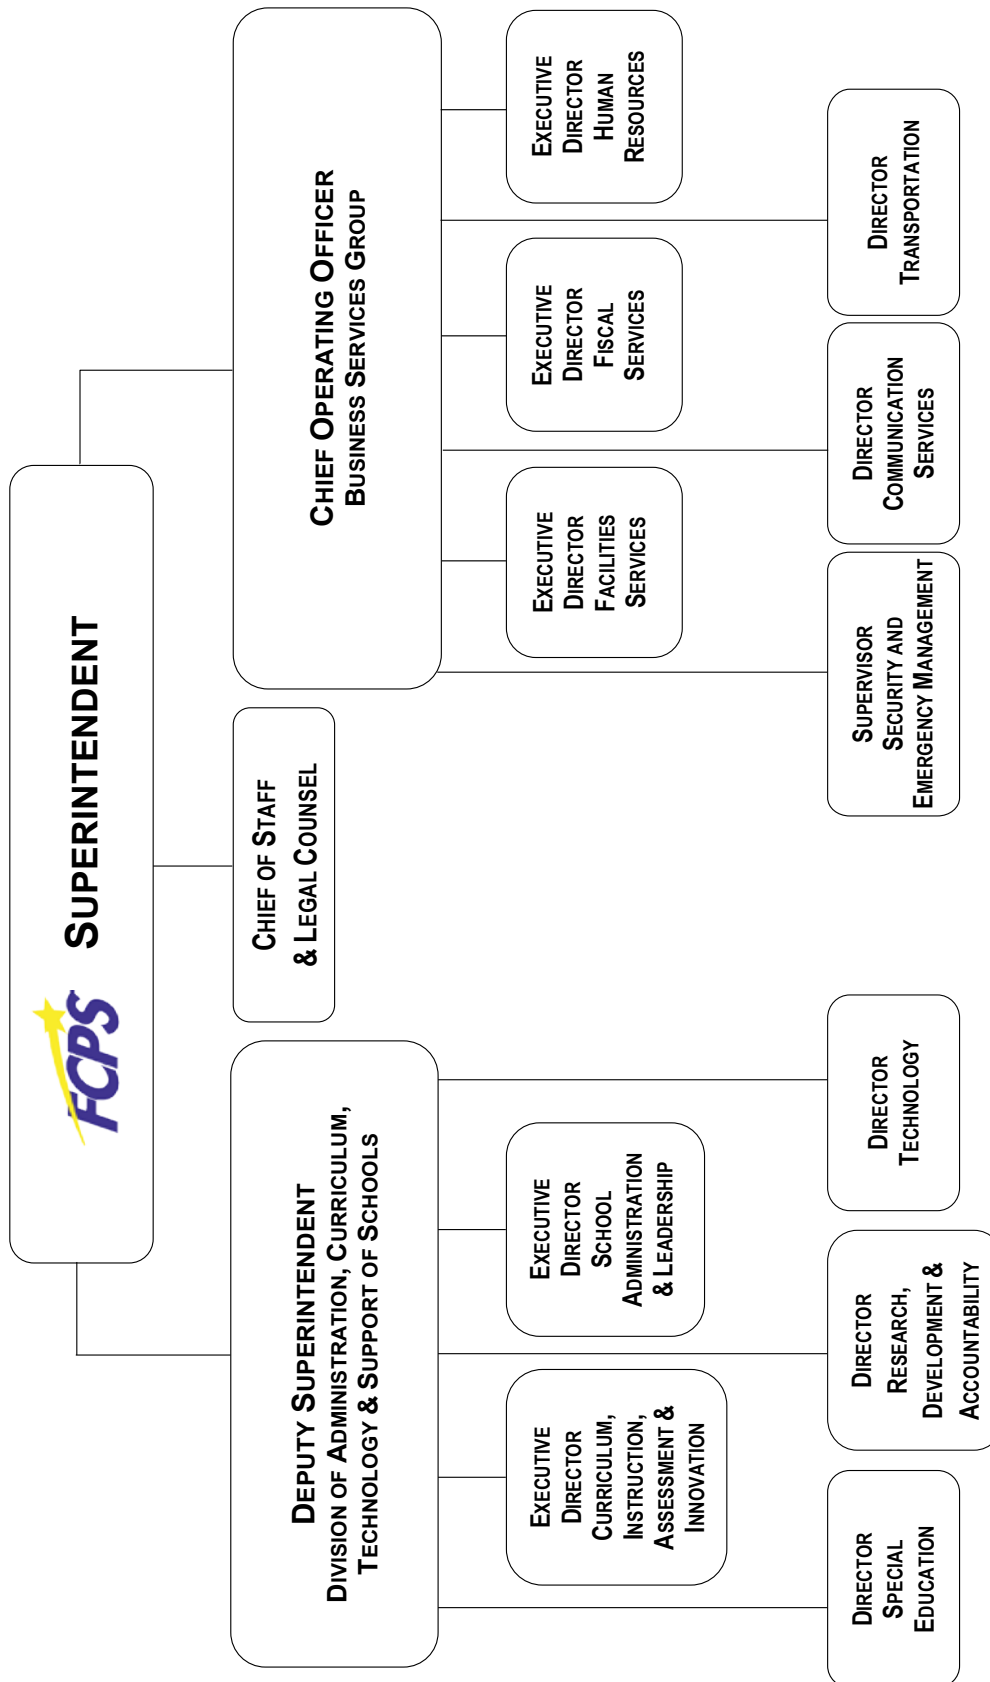 FCPS
SUPERINTENDENT
DEPUTY SUPERINTENDENT
DIVISION OF ADMINISTRATION, CURRICULUM,
TECHNOLOGY & SUPPORT OF SCHOOLS
CHIEF OF STAFF
& LEGAL COUNSEL
CHIEF OPERATING OFFICER
BUSINESS SERVICES GROUP
EXECUTIVE
DIRECTOR
CURRICULUM,
INSTRUCTION,
ASSESSMENT &
INNOVATION
EXECUTIVE
DIRECTOR
SCHOOL
ADMINISTRATION
& LEADERSHIP
EXECUTIVE
DIRECTOR
FACILITIES
SERVICES
EXECUTIVE
DIRECTOR
FISCAL
SERVICES
EXECUTIVE
DIRECTOR
HUMAN
RESOURCES
DIRECTOR
SPECIAL
EDUCATION
DIRECTOR
RESEARCH,
DEVELOPMENT &
ACCOUNTABILITY
DIRECTOR
TECHNOLOGY
SUPERVISOR
SECURITY AND
EMERGENCY MANAGEMENT
DIRECTOR
COMMUNICATION
SERVICES
DIRECTOR
TRANSPORTATION